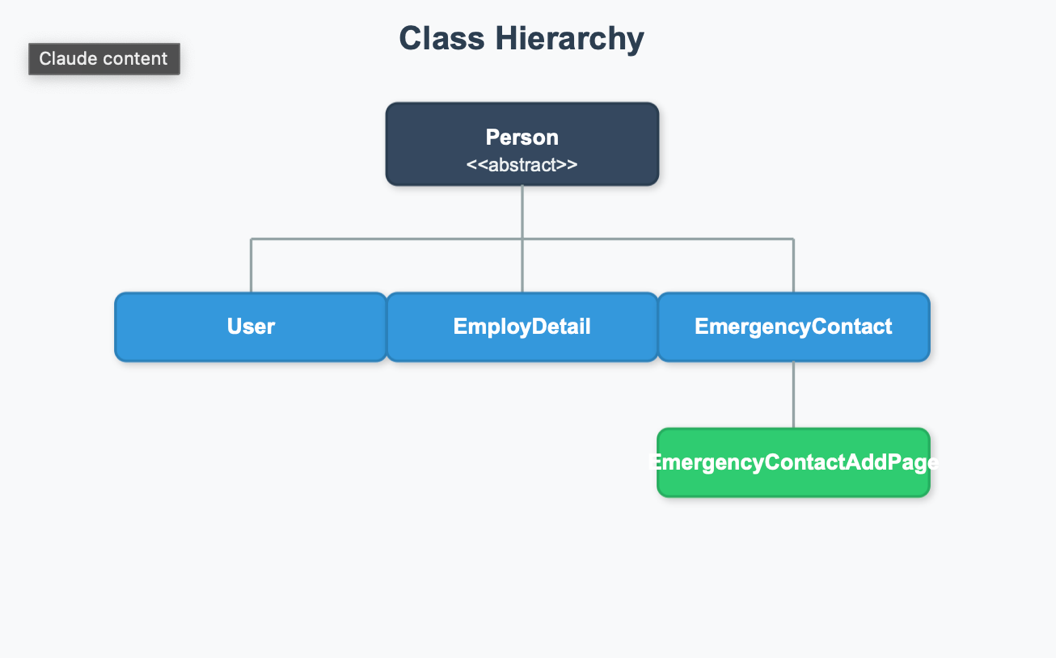 Class Hierarchy
Claude content
Person
<<abstract>>
User
EmployDetail
EmergencyContact
EmergencyContactAddPage